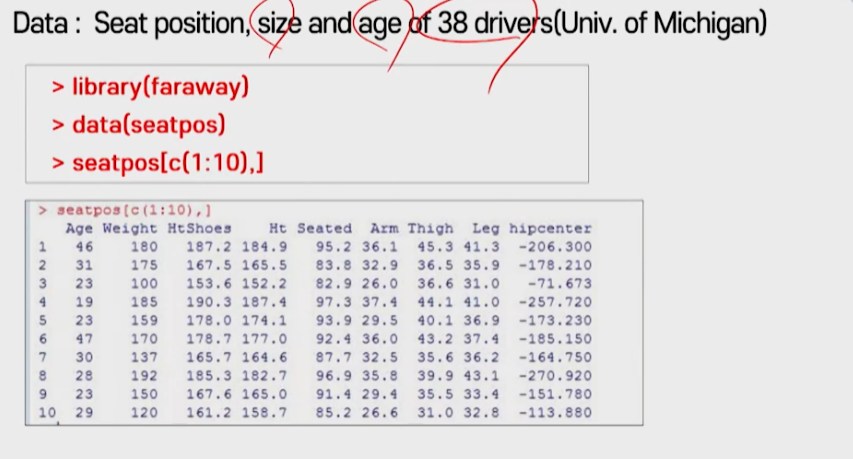 Data : Seat position, size and age of 38 drivers(Univ. of Michigan)
> library(faraway)
> data(seatpos)
> seatpos[c(1:10),]
> seatpos[c(1:10),]
Age Weight HtShoes Ht Seated Arm Thigh Leg hipcenter
1 46 180 187.2 184.9 95.2 36.1 45.3 41.3 -206.300
2 31 175 167.5 165.5 83.8 32.9 36.5 35.9 -178.210
3 23 100 153.6 152.2 82.9 26.0 36.6 31.0 -71.673
4 19 185 190.3 187.4 97.3 37.4 44.1 41.0 -257.720
5 23 159 178.0 174.1 93.9 29.5 40.1 36.9 -173.230
6 47 170 178.7 177.0 92.4 36.0 43.2 37.4 -185.150
7 30 137 165.7 164.6 87.7 32.5 35.6 36.2 -164.750
8 28 192 185.3 182.7 96.9 35.8 39.9 43.1 -270.920
9 23 150 167.6 165.0 91.4 29.4 35.5 33.4 -151.780
10 29 120 161.2 158.7 85.2 26.6 31.0 32.8 -113.880